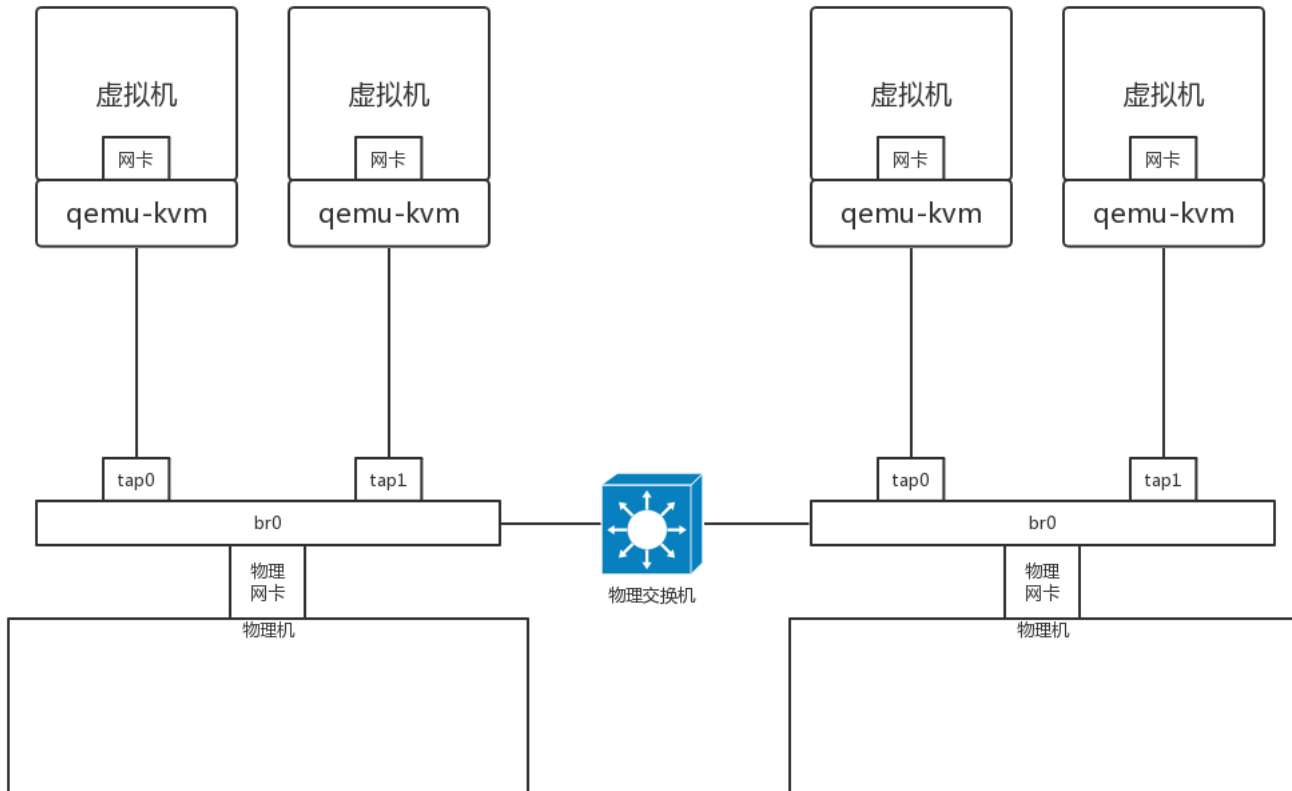 虚拟机
虚拟机
虚拟机
虚拟机
网卡
网卡
网卡
网卡
qemu-kvm
qemu-kvm
qemu-kvm
qemu-kvm
tap0
tap1
tap0
tap1
br0
br0
物理
网卡
物理交换机
物理
网卡
物理机
物理机